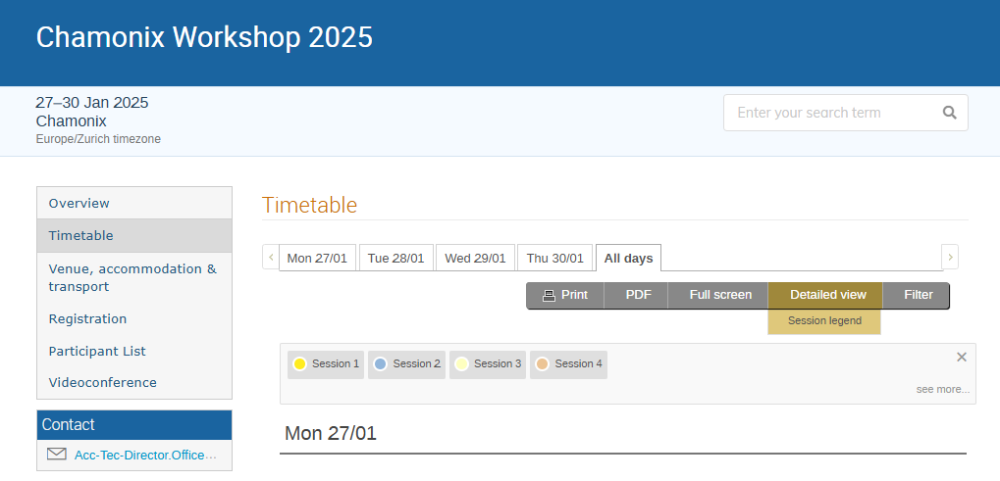 Chamonix Workshop 2025
27–30 Jan 2025
Chamonix
Europe/Zurich timezone
Enter your search term
Overview
Timetable
Venue, accommodation &
transport
Registration
Participant List
Videoconference
Contact
Acc-Tec-Director.Office...
Timetable
Mon 27/01 Tue 28/01 Wed 29/01 Thu 30/01 All days
Print PDF Full screen Detailed view Filter
Session legend
Session 1 Session 2 Session 3 Session 4
see more...
Mon 27/01